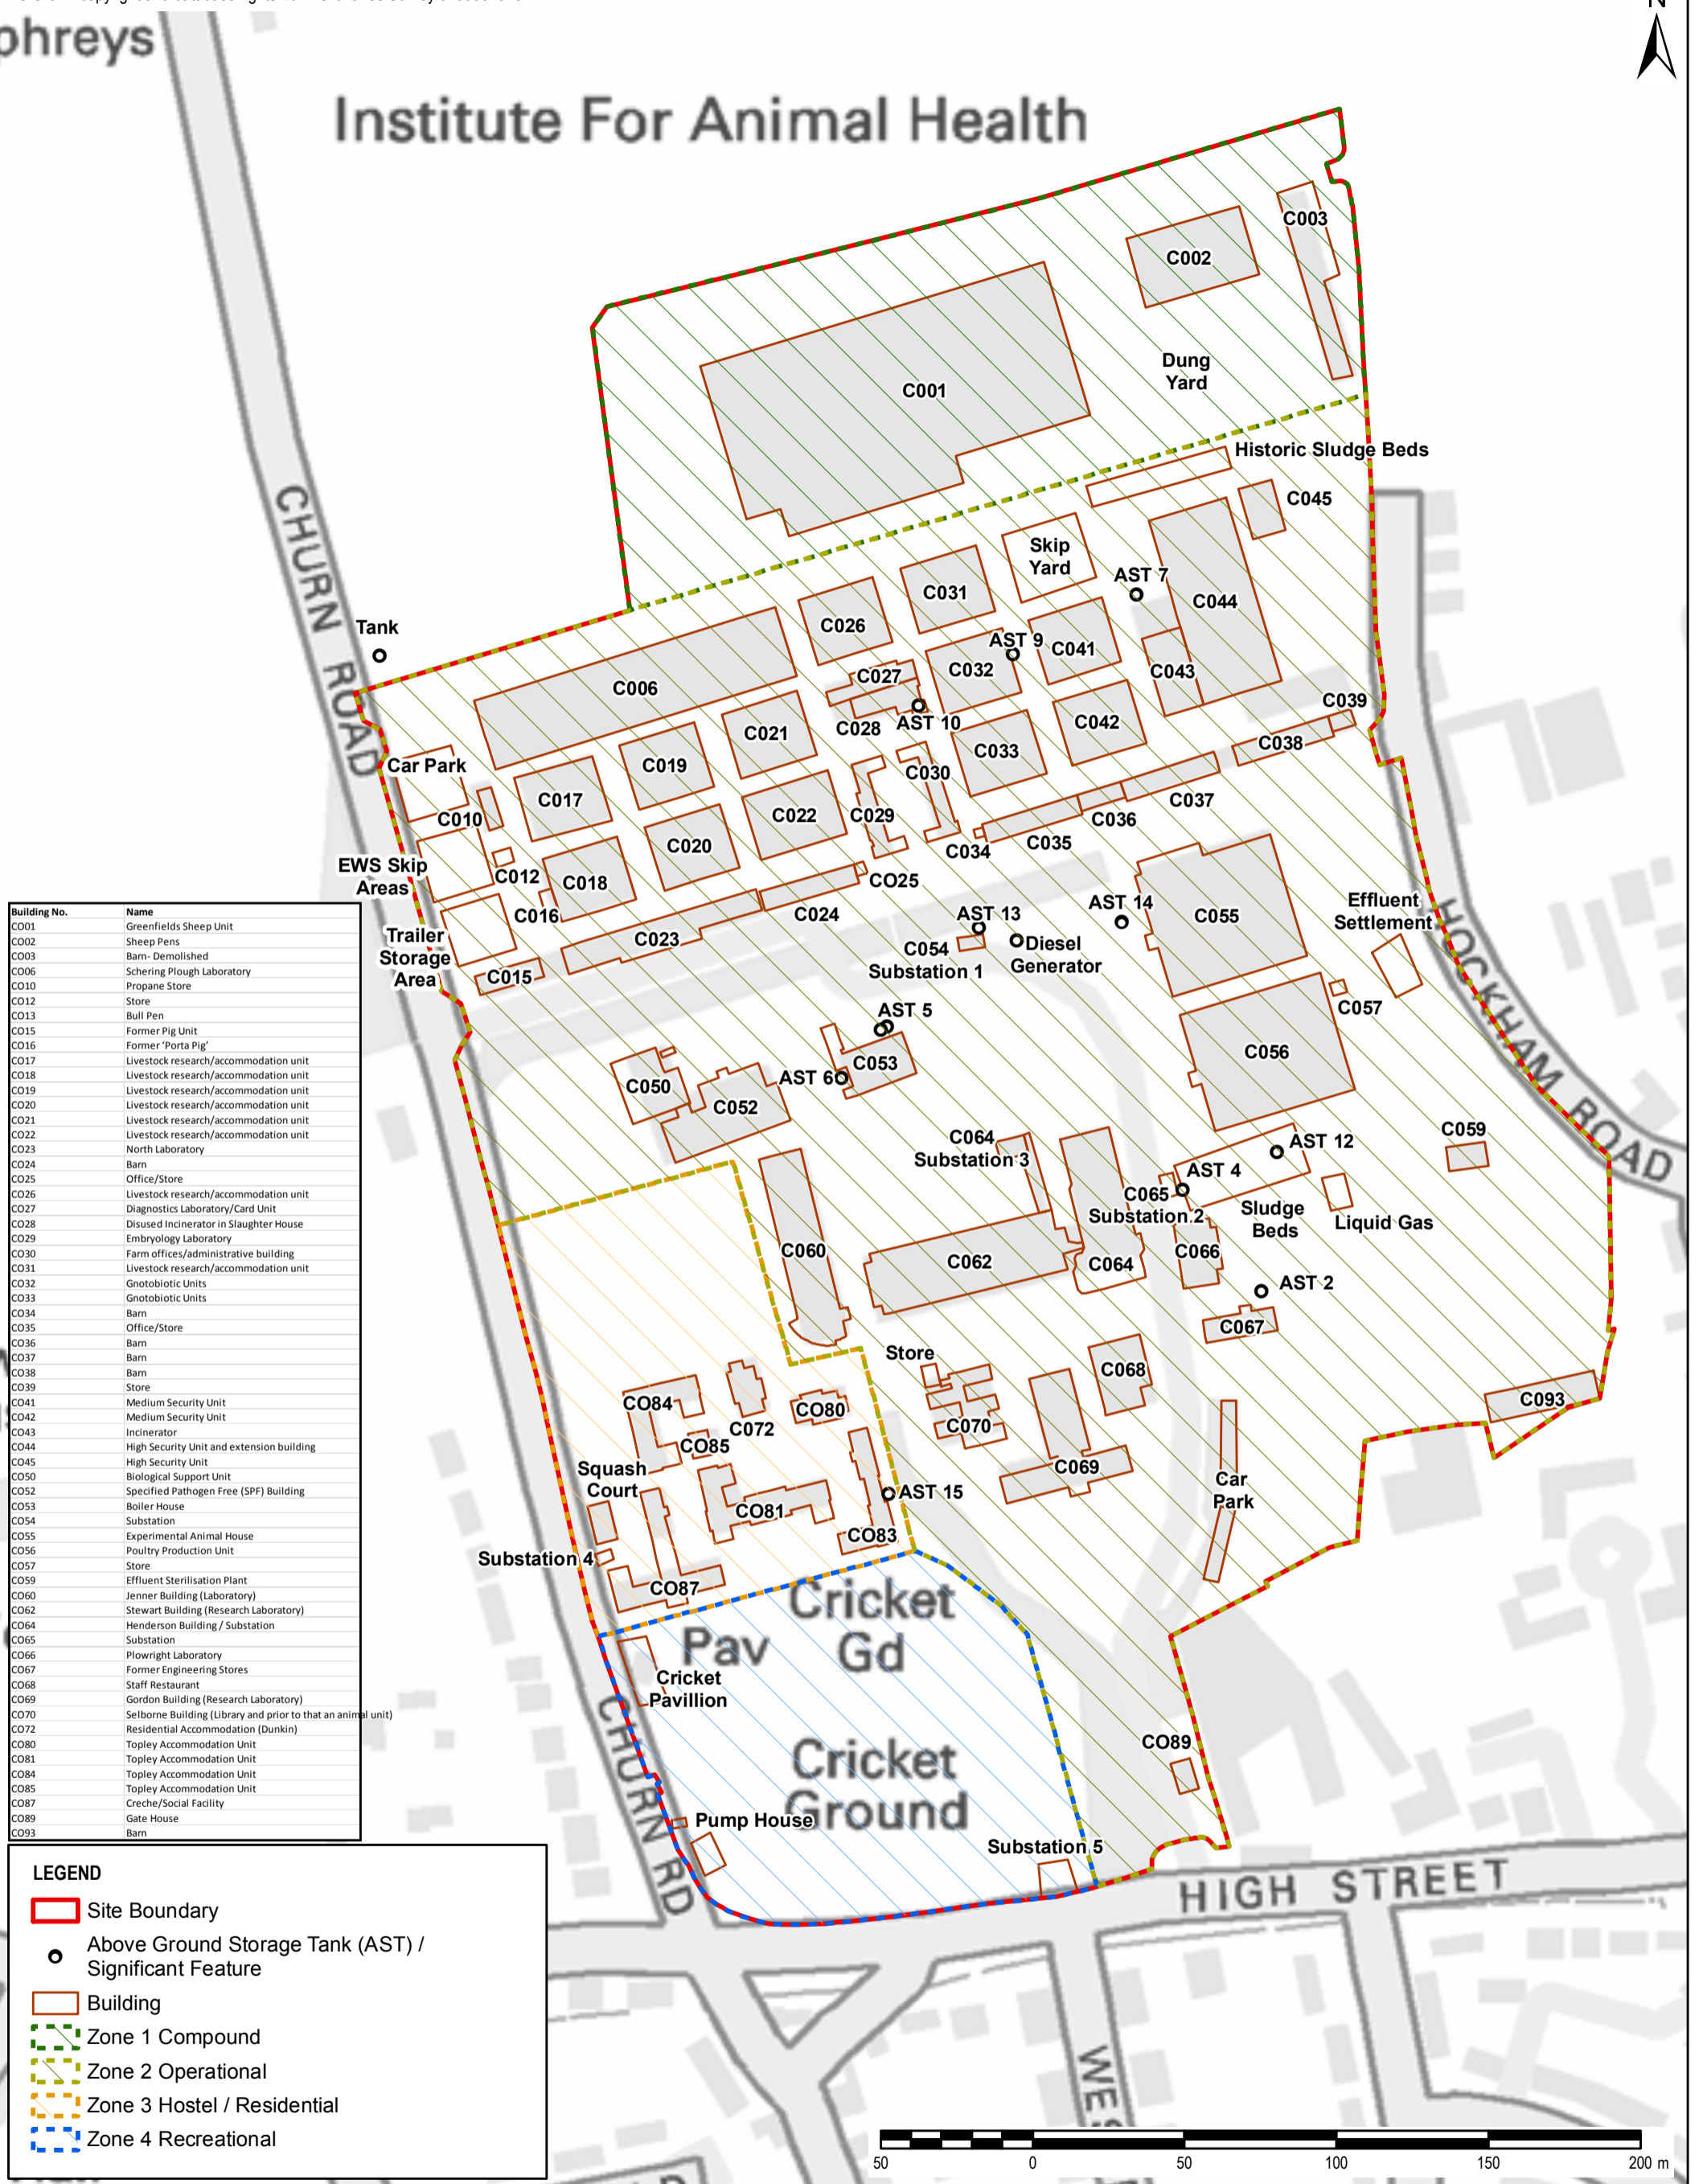 N
phreys
Institute For Animal Health
C003
C002
Dung
Yard
C001
Historic Sludge Beds
C045
CHURN ROAD
Skip
Yard
AST 7
C031
C044
C026
Tank
AST 9
C041
C032
C043
C027
C006
C039
AST 10
C028
C042
C021
C038
C033
Car Park
C019
C030
C017
C037
C010
C022
C029
C036
C020
C034
C035
EWS Skip
Areas
C012
C018
CO25
C016
C024
AST 13
AST 14
C055
Effluent
Settlement
Trailer
Storage
Area
C023
C054
Substation 1
Diesel
Generator
C015
HOCKHAM ROAD
AST 5
C057
C056
C053
AST 6
C050
C052
C064
Substation 3
AST 12
C059
AST 4
C065
Substation 2
Sludge
Beds
Liquid Gas
C060
C062
C064
C066
AST 2
C067
Store
C068
C093
CO84
CO80
C072
C070
CO85
Squash
Court
C069
Car
Park
AST 15
CO81
CO83
Substation 4
CO87
Cricket
Gd
Pav
Cricket
Pavillion
CHURN RD
CO89
Cricket
Ground
Pump House
Substation 5
HIGH STREET
Building No. Name
CO01 Greenfields Sheep Unit
CO02 Sheep Pens
CO03 Barn- Demolished
CO06 Schering Plough Laboratory
CO10 Propane Store
CO12 Store
CO13 Bull Pen
CO15 Former Pig Unit
CO16 Former ‘Porta Pig’
CO17 Livestock research/accommodation unit
CO18 Livestock research/accommodation unit
CO19 Livestock research/accommodation unit
CO20 Livestock research/accommodation unit
CO21 Livestock research/accommodation unit
CO22 Livestock research/accommodation unit
CO23 North Laboratory
CO24 Barn
CO25 Office/Store
CO26 Livestock research/accommodation unit
CO27 Diagnostics Laboratory/Card Unit
CO28 Disused Incinerator in Slaughter House
CO29 Embryology Laboratory
CO30 Farm offices/administrative building
CO31 Livestock research/accommodation unit
CO32 Gnotobiotic Units
CO33 Gnotobiotic Units
CO34 Barn
CO35 Office/Store
CO36 Barn
CO37 Barn
CO38 Barn
CO39 Store
CO41 Medium Security Unit
CO42 Medium Security Unit
CO43 Incinerator
CO44 High Security Unit and extension building
CO45 High Security Unit
CO50 Biological Support Unit
CO52 Specified Pathogen Free (SPF) Building
CO53 Boiler House
CO54 Substation
CO55 Experimental Animal House
CO56 Poultry Production Unit
CO57 Store
CO59 Effluent Sterilisation Plant
CO60 Jenner Building (Laboratory)
CO62 Stewart Building (Research Laboratory)
CO64 Henderson Building / Substation
CO65 Substation
CO66 Plowright Laboratory
CO67 Former Engineering Stores
CO68 Staff Restaurant
CO69 Gordon Building (Research Laboratory)
CO70 Selborne Building (Library and prior to that an animal unit)
CO72 Residential Accommodation (Dunkin)
CO80 Topley Accommodation Unit
CO81 Topley Accommodation Unit
CO84 Topley Accommodation Unit
CO85 Topley Accommodation Unit
CO87 Creche/Social Facility
CO89 Gate House
CO93 Barn
LEGEND
Site Boundary
Above Ground Storage Tank (AST) /
Significant Feature
Building
Zone 1 Compound
Zone 2 Operational
Zone 3 Hostel / Residential
Zone 4 Recreational
WES
50 0 50 100 150 200 m